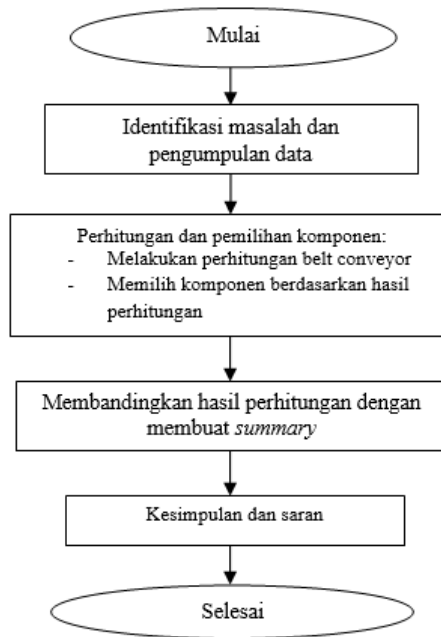 Mulai
Identifikasi masalah dan
pengumpulan data
Perhitungan dan pemilihan komponen:
- Melakukan perhitungan belt conveyor
- Memilih komponen berdasarkan hasil
perhitungan
Membandingkan hasil perhitungan dengan
membuat summary
Kesimpulan dan saran
Selesai